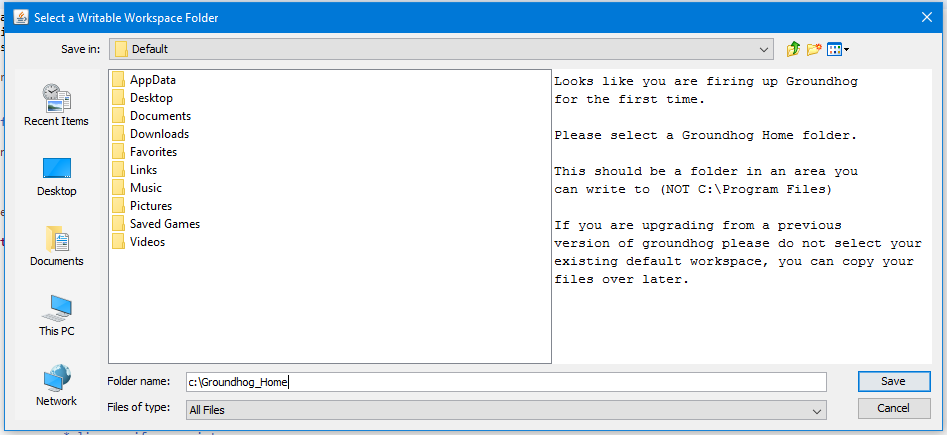 Select a Writable Workspace Folder
Save in:
Default
Recent Items
Desktop
Documents
This PC
Network
AppData
Desktop
Documents
Downloads
Favorites
Links
Music
Pictures
Saved Games
Videos
Looks like you are firing up Groundhog
for the first time.
Please select a Groundhog Home folder.
This should be a folder in an area you
can write to (NOT C:\Program Files)
If you are upgrading from a previous
version of groundhog please do not select your
existing default workspace, you can copy your
files over later.
Folder name:
c:\Groundhog_Home
Save
Files of type:
All Files
Cancel